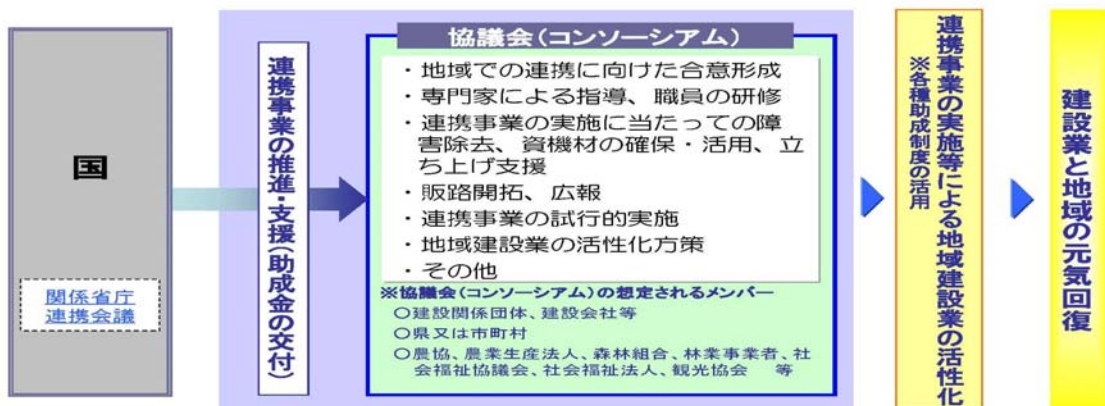 国
関係省庁
連携会議
連携事業の推進・支援(助成金の交付)
協議会(コンソーシアム)
・地域での連携に向けた合意形成
・専門家による指導、職員の研修
・連携事業の実施に当たっての障
害除去、資機材の確保・活用、立
ち上げ支援
・販路開拓、広報
・連携事業の試行的実施
・地域建設業の活性化方策
・その他
※協議会(コンソーシアム)の想定されるメンバー
○建設関係団体、建設会社等
○県又は市町村
○農協、農業生産法人、森林組合、林業事業者、社
会福祉協議会、社会福祉法人、観光協会 等
連携事業の実施等による地域建設業の活性化
※各種助成制度の活用
建設業と地域の元気回復